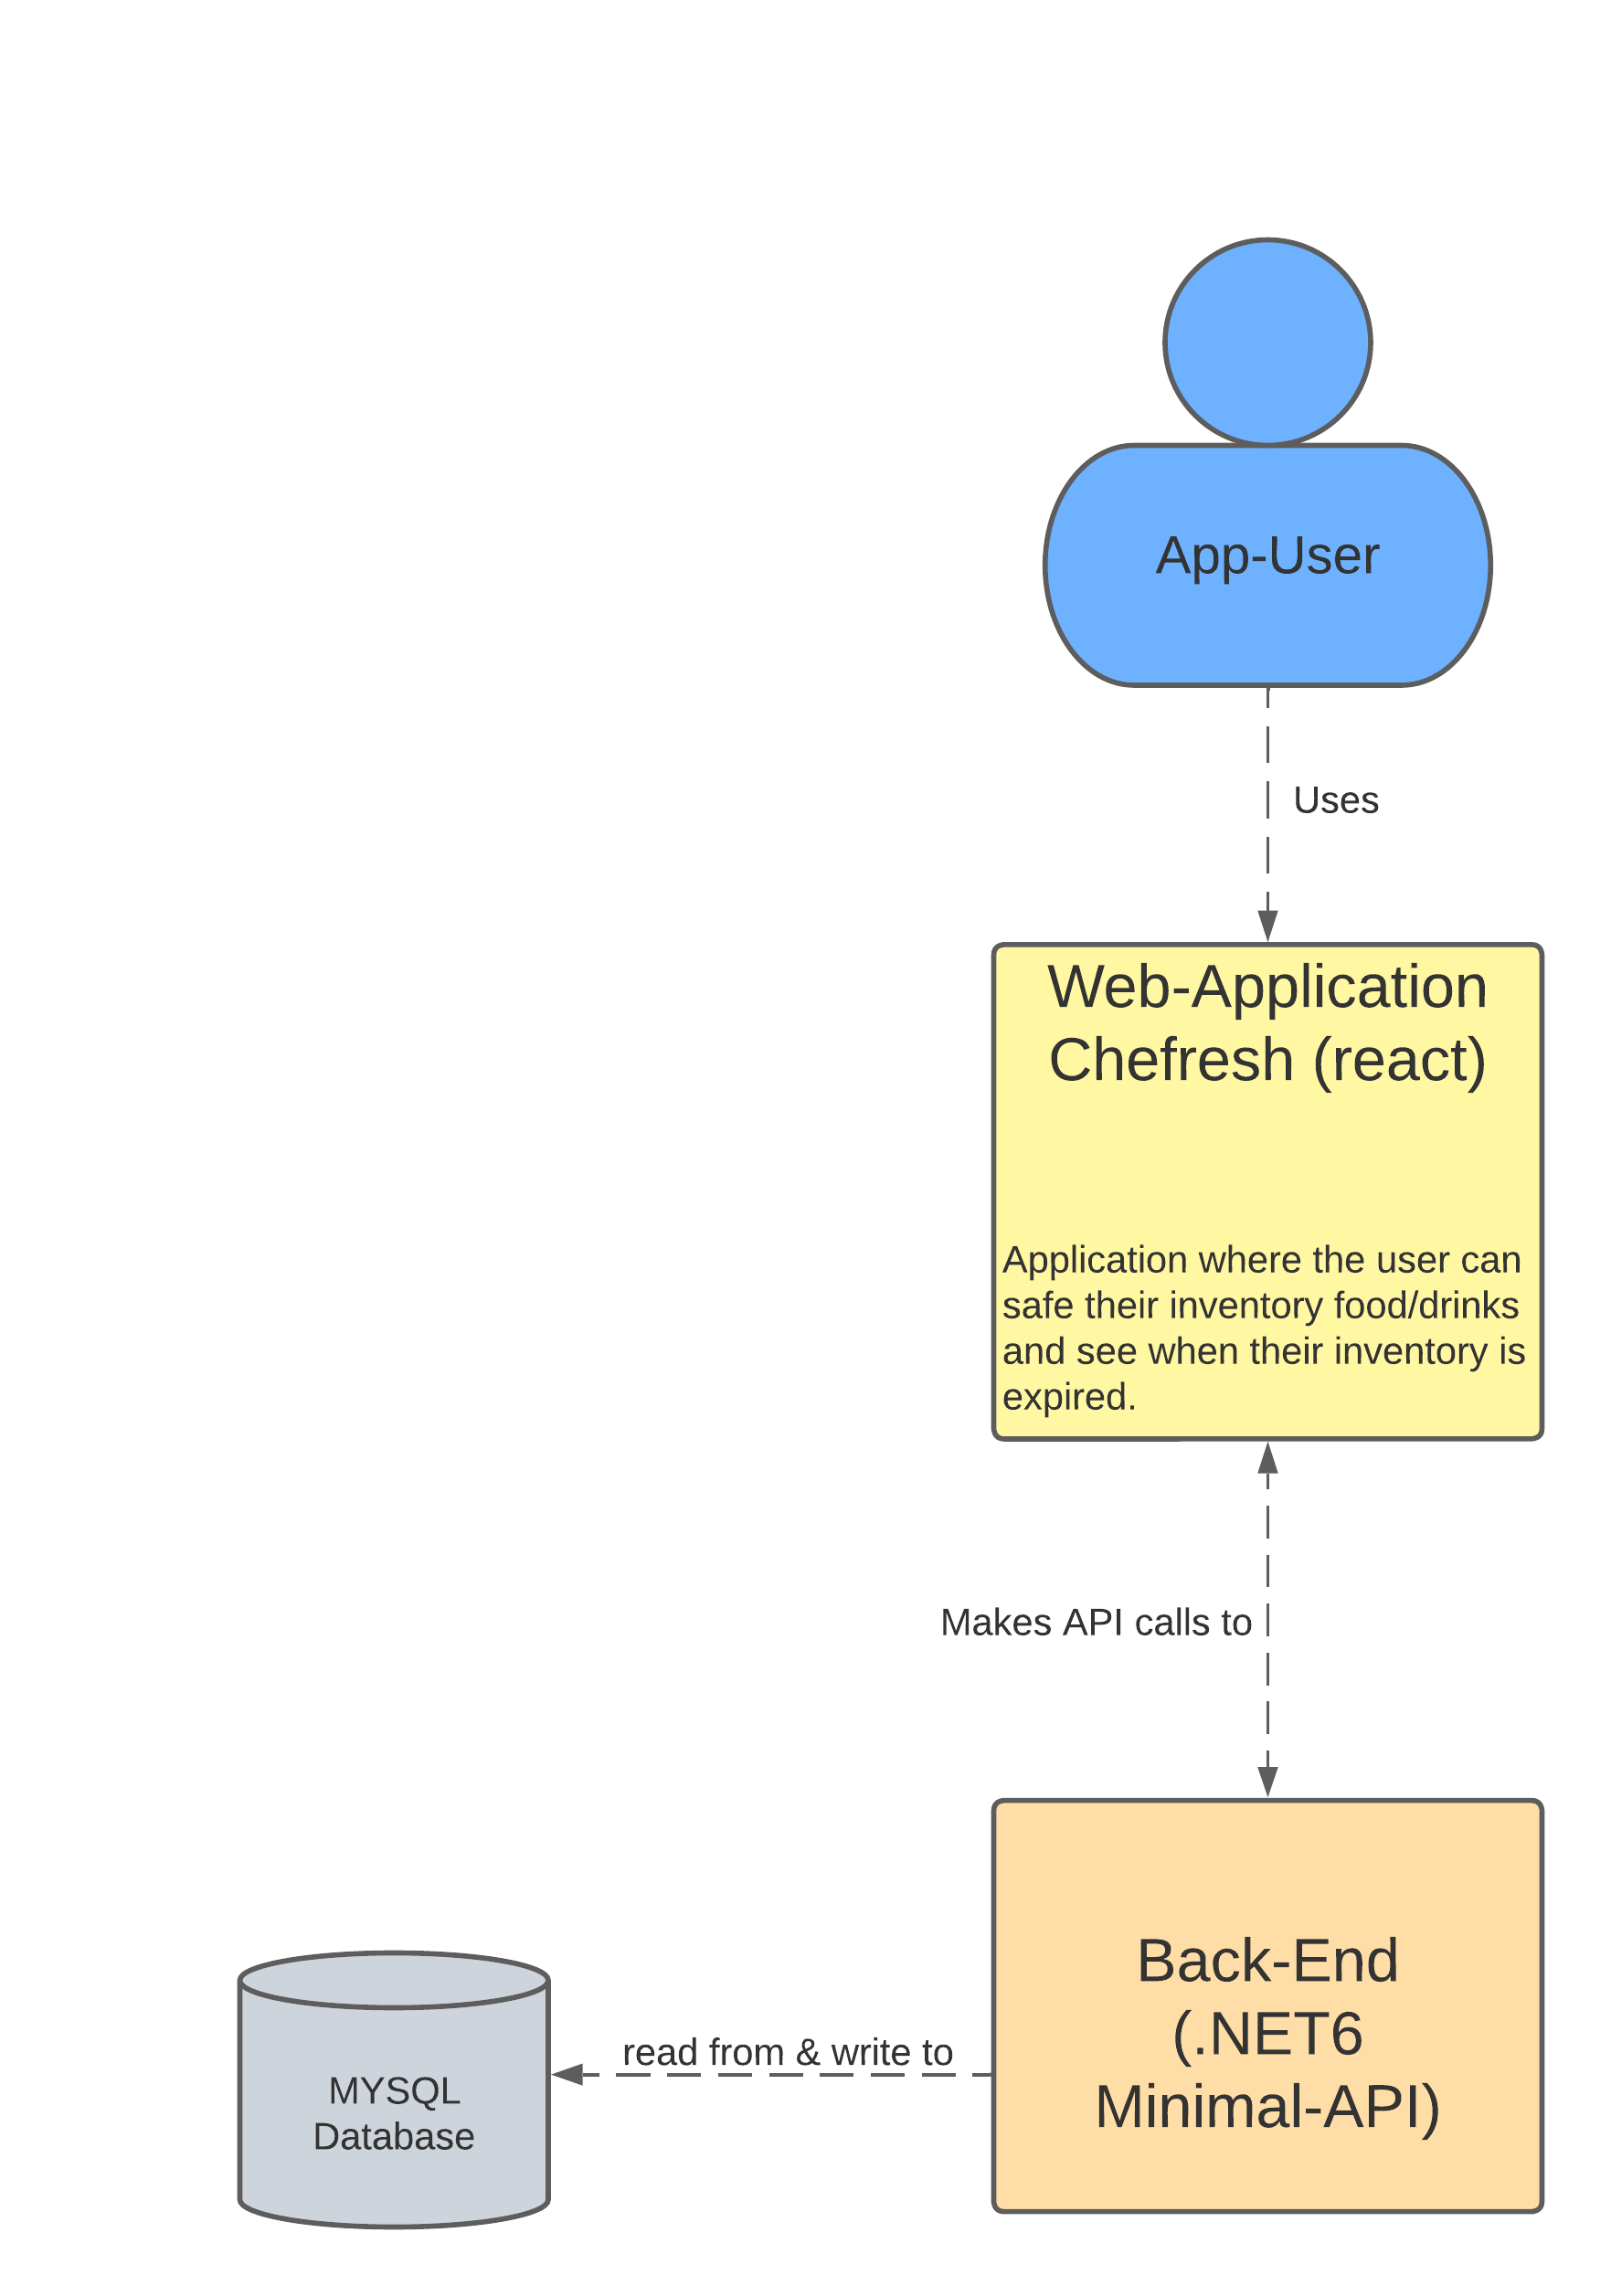 App-User
Uses
Web-Application
Chefresh (react)
Application where the user can
safe their inventory food/drinks
and see when their inventory is
expired.
Makes API calls to
Back-End
(.NET6
Minimal-API)
read from & write to
MYSQL
Database